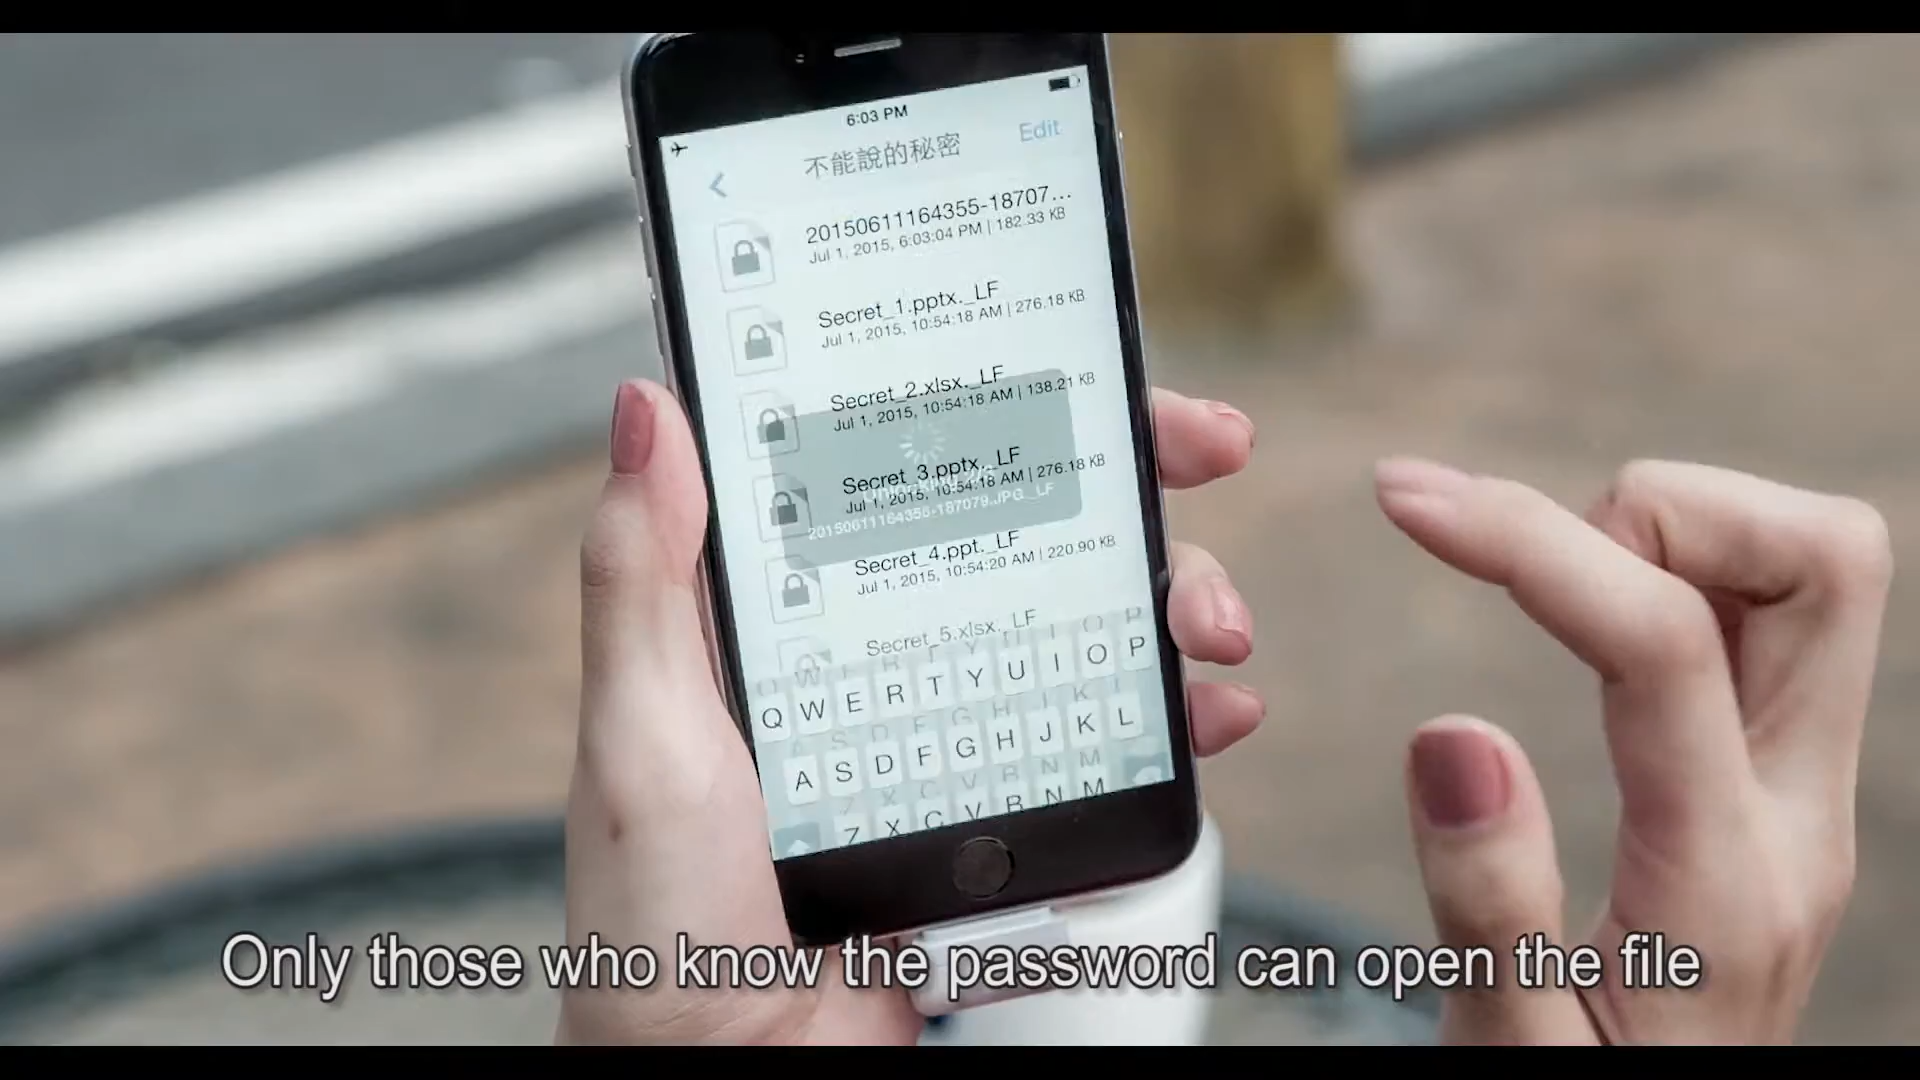 6:03 PM
不能說的秘密
Edit
20150611164355-18707...
Jul 1, 2015, 6:03:04 PM | 182.33 KB
Secret_1.pptx._LF
Jul 1, 2015, 10:54:18 AM | 276.18 KB
Secret_2.xlsx._LF
Jul 1, 2015, 10:54:18 AM | 138.21 KB
Secret_3.pptx._LF
Jul 1, 2015, 10:54:18 AM | 276.18 KB
20150611164355-187079.JPG._LF
Secret_4.ppt._LF
Jul 1, 2015, 10:54:20 AM | 220.90 KB
Secret_5.xlsx._LF
Q W E R T Y U I O P
A S D F G H J K L
Z X C V B N M
Only those who know the password can open the file